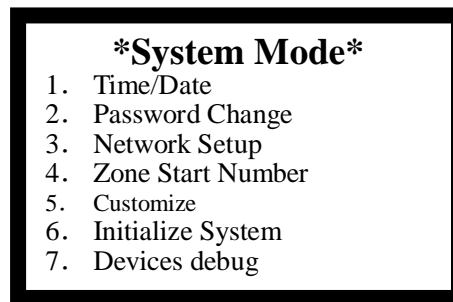 *System Mode*
1. Time/Date
2. Password Change
3. Network Setup
4. Zone Start Number
5. Customize
6. Initialize System
7. Devices debug